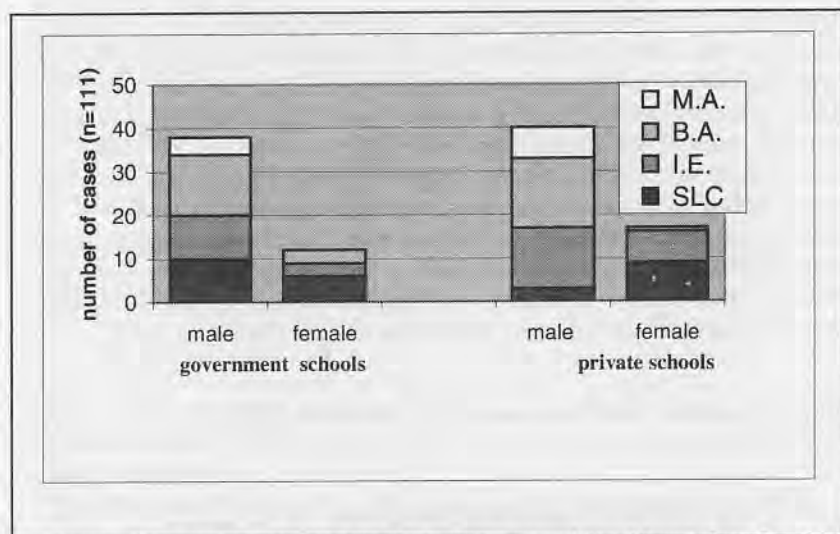 number of cases (n=111)
50
40
30
20
10
0
M.A.
B.A.
I.E.
SLC
male female male female
government schools private schools